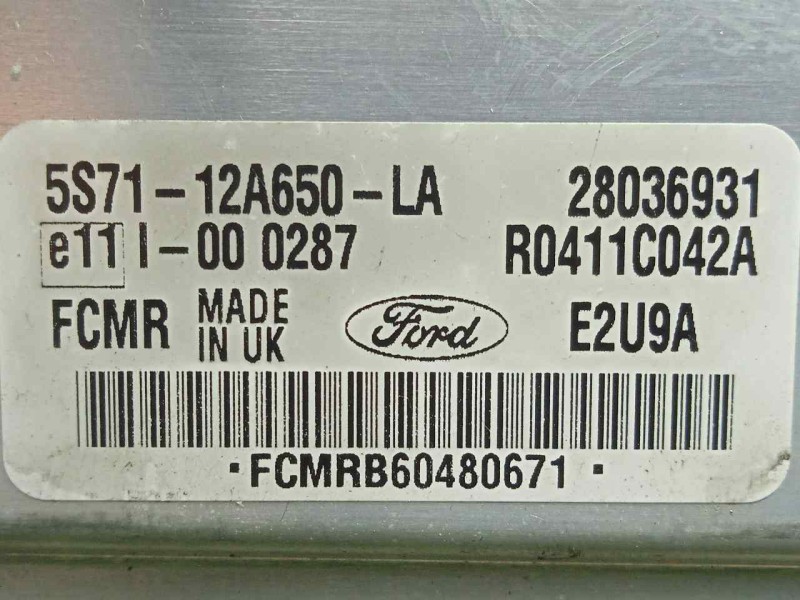 5S71-12A650-LA 28036931
e11 I-00 0287 R0411C042A
FCMR MADE IN UK Ford E2U9A
·FCMRB60480671·